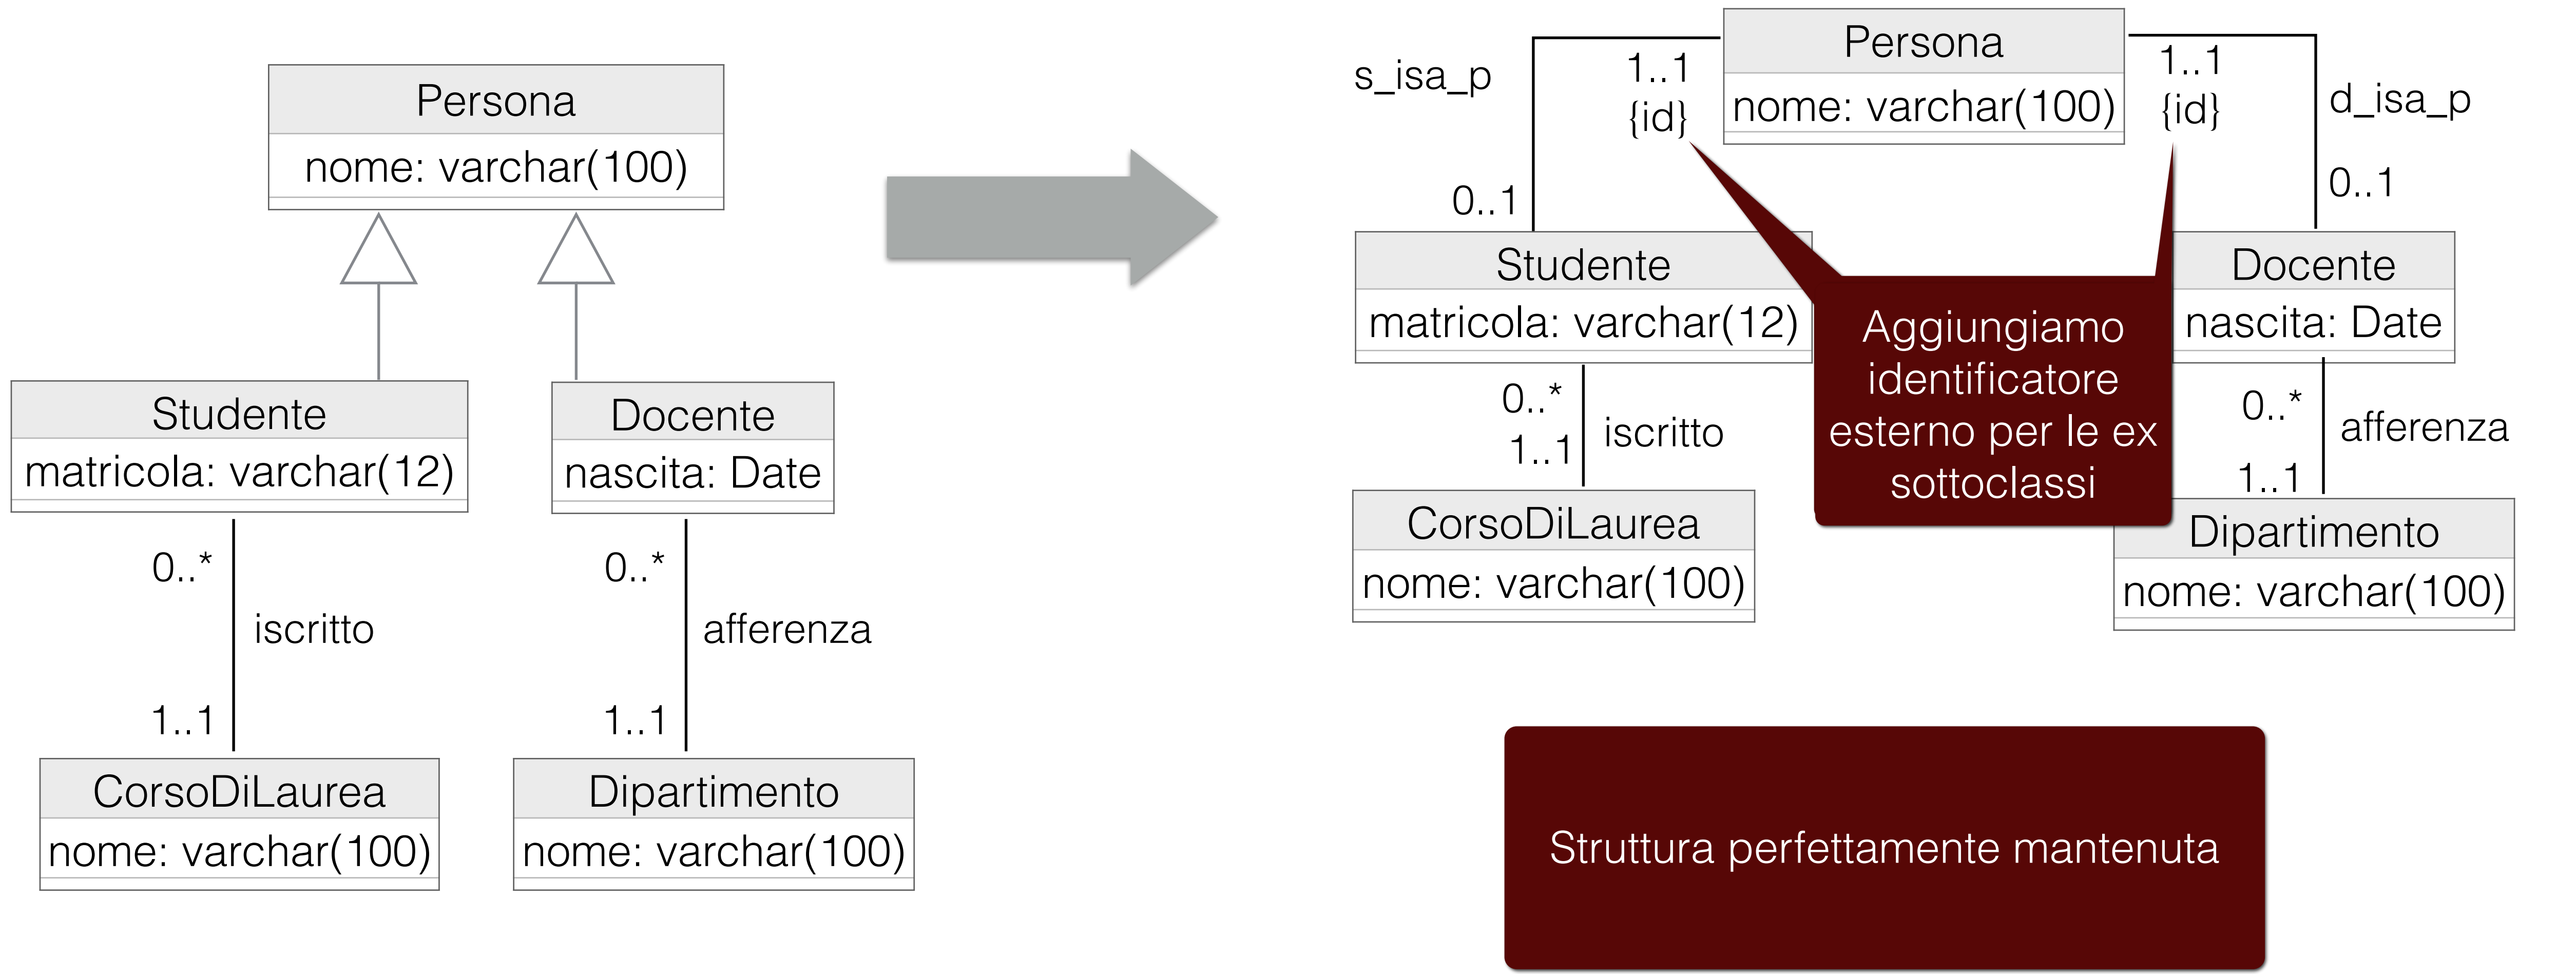 Persona
nome: varchar(100)
Studente
matricola: varchar(12)
Docente
nascita: Date
0..*
iscritto
1..1
0..*
afferenza
1..1
CorsoDiLaurea
nome: varchar(100)
Dipartimento
nome: varchar(100)
s_isa_p
1..1
{id}
0..1
Persona
nome: varchar(100)
1..1
{id}
d_isa_p
0..1
Studente
matricola: varchar(12)
Aggiungiamo
identificatore
esterno per le ex
sottoclassi
Docente
nascita: Date
0..*
iscritto
1..1
0..*
afferenza
1..1
CorsoDiLaurea
nome: varchar(100)
Dipartimento
nome: varchar(100)
Struttura perfettamente mantenuta